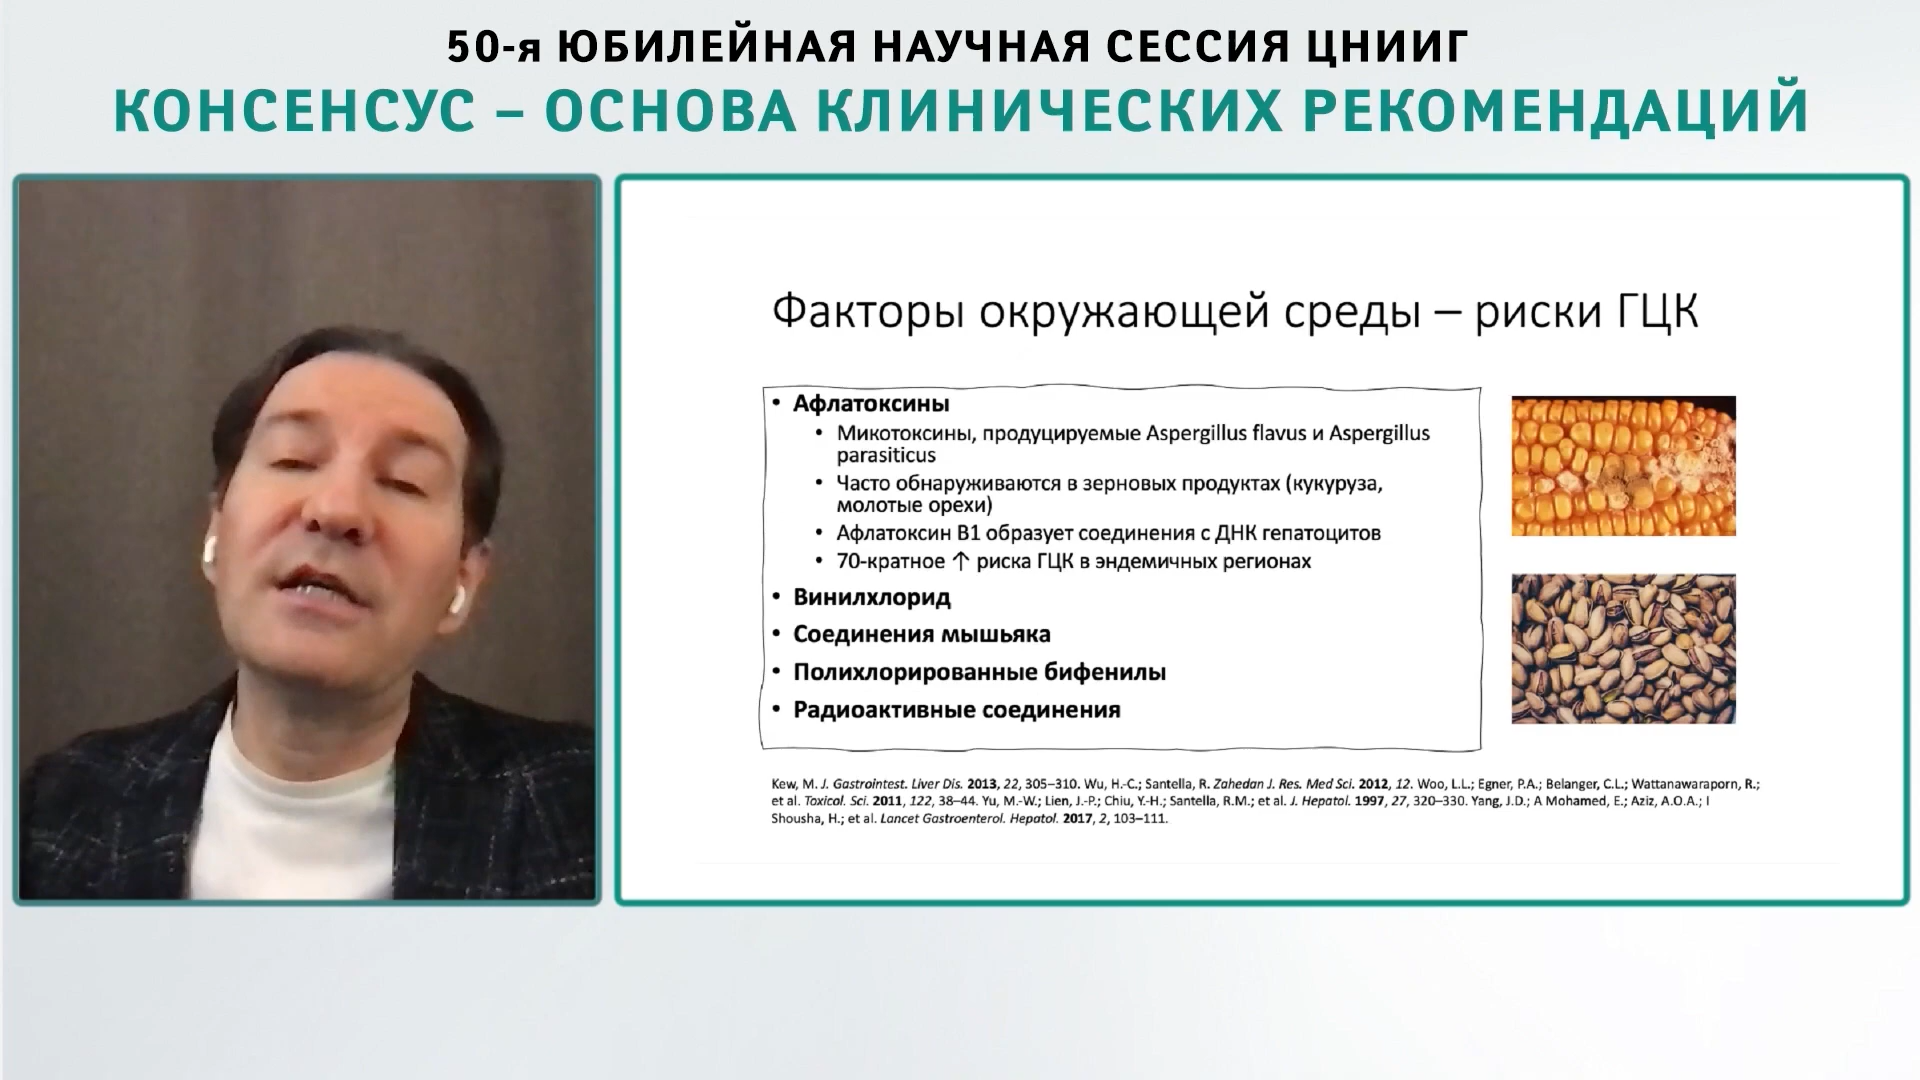 50-я ЮБИЛЕЙНАЯ НАУЧНАЯ СЕССИЯ ЦНИИГ
КОНСЕНСУС – ОСНОВА КЛИНИЧЕСКИХ РЕКОМЕНДАЦИЙ
Факторы окружающей среды – риски ГЦК
• Афлатоксины
• Микотоксины, продуцируемые Aspergillus flavus и Aspergillus
parasiticus
• Часто обнаруживаются в зерновых продуктах (кукуруза,
молотые орехи)
• Афлатоксин B1 образует соединения с ДНК гепатоцитов
• 70-кратное ↑ риска ГЦК в эндемичных регионах
• Винилхлорид
• Соединения мышьяка
• Полихлорированные бифенилы
• Радиоактивные соединения
Kew, M. J. Gastrointest. Liver Dis. 2013, 22, 305–310. Wu, H.-C.; Santella, R. Zahedan J. Res. Med Sci. 2012, 12. Woo, L.L.; Egner, P.A.; Belanger, C.L.; Wattanawaraporn, R.;
et al. Toxicol. Sci. 2011, 122, 38–44. Yu, M.-W.; Lien, J.-P.; Chiu, Y.-H.; Santella, R.M.; et al. J. Hepatol. 1997, 27, 320–330. Yang, J.D.; A Mohamed, E.; Aziz, A.O.A.; I
Shousha, H.; et al. Lancet Gastroenterol. Hepatol. 2017, 2, 103–111.